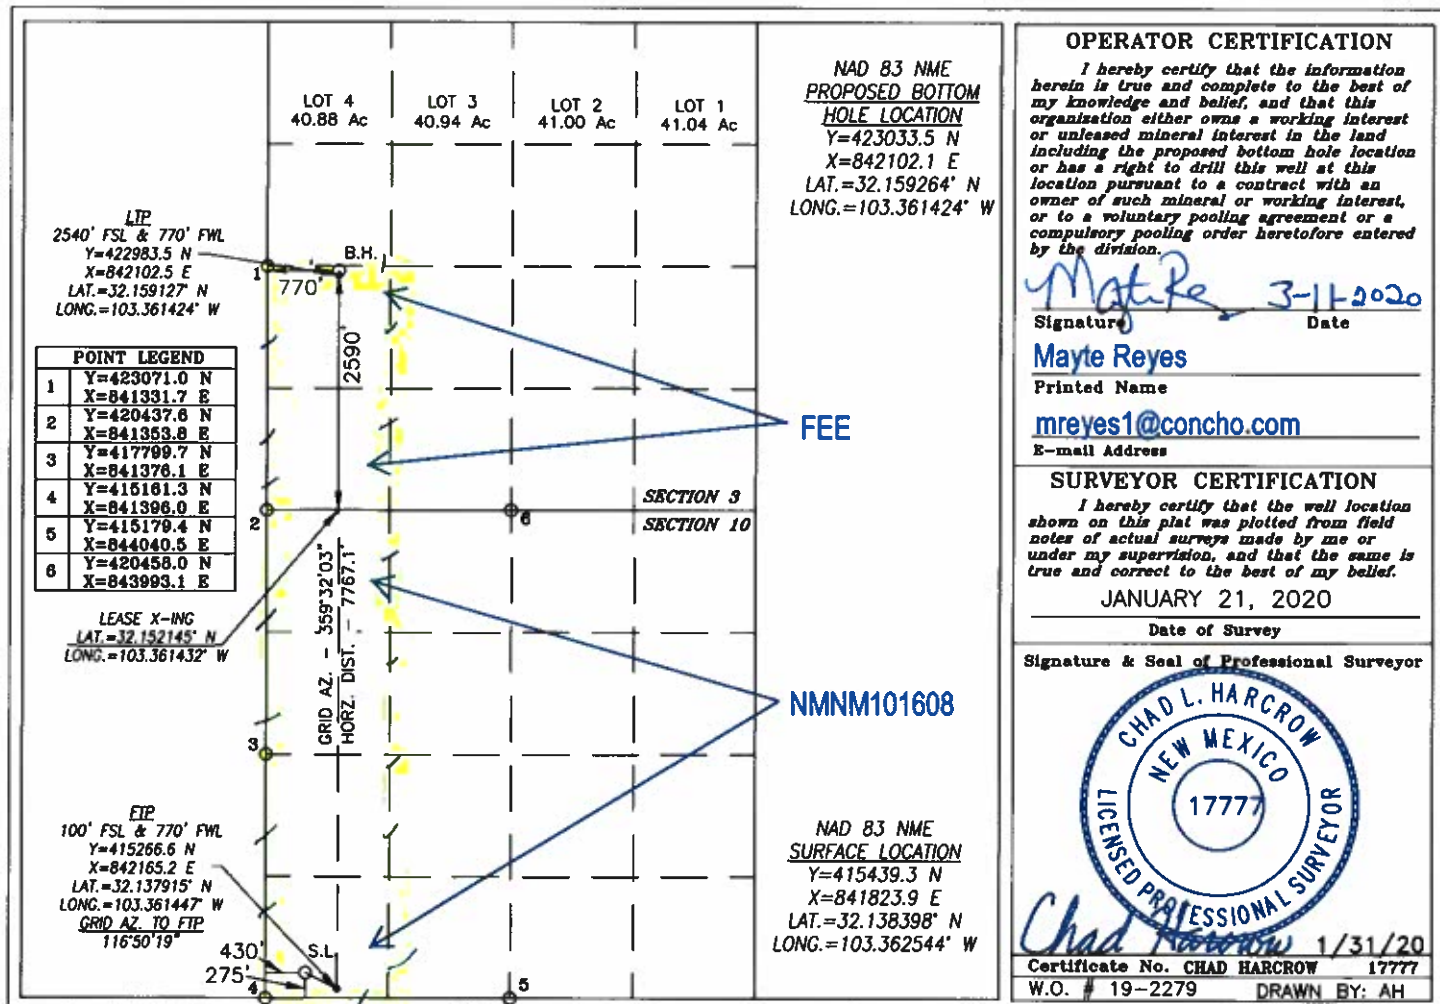 LOT 4
40.88 Ac
LOT 3
40.94 Ac
LOT 2
41.00 Ac
LOT 1
41.04 Ac
NAD 83 NME
PROPOSED BOTTOM
HOLE LOCATION
Y=423033.5 N
X=842102.1 E
LAT.=32.159264° N
LONG.=103.361424° W
LTP
2540' FSL & 770' FWL
Y=422983.5 N
X=842102.5 E
LAT.=32.159127° N
LONG.=103.361424° W
1
B.H.
770'
2590'
POINT LEGEND
1 Y=423071.0 N
X=841331.7 E
2 Y=420437.6 N
X=841353.8 E
3 Y=417799.7 N
X=841376.1 E
4 Y=415161.3 N
X=841396.0 E
5 Y=415179.4 N
X=844040.5 E
6 Y=420458.0 N
X=843993.1 E
FEE
SECTION 3
SECTION 10
2
6
LEASE X-ING
LAT.=32.152145° N
LONG.=103.361432° W
GRID AZ. - 359°32'03"
HORZ. DIST. - 7767.1'
NMNM101608
3
FTP
100' FSL & 770' FWL
Y=415266.6 N
X=842165.2 E
LAT.=32.137915° N
LONG.=103.361447° W
GRID AZ. TO FTP
116°50'19"
430'
275'
S.L.
4
5
NAD 83 NME
SURFACE LOCATION
Y=415439.3 N
X=841823.9 E
LAT.=32.138398° N
LONG.=103.362544° W
OPERATOR CERTIFICATION
I hereby certify that the information
herein is true and complete to the best of
my knowledge and belief, and that this
organization either owns a working interest
or unleased mineral interest in the land
including the proposed bottom hole location
or has a right to drill this well at this
location pursuant to a contract with an
owner of such mineral or working interest,
or to a voluntary pooling agreement or a
compulsory pooling order heretofore entered
by the division.
3-11-2020
Signature Date
Mayte Reyes
Printed Name
mreyes1@concho.com
E-mail Address
SURVEYOR CERTIFICATION
I hereby certify that the well location
shown on this plat was plotted from field
notes of actual surveys made by me or
under my supervision, and that the same is
true and correct to the best of my belief.
JANUARY 21, 2020
Date of Survey
Signature & Seal of Professional Surveyor
CHAD L. HARCROW
NEW MEXICO
17777
LICENSED PROFESSIONAL SURVEYOR
Chad Harcrow 1/31/20
Certificate No. CHAD HARCROW 17777
W.O. # 19-2279 DRAWN BY: AH